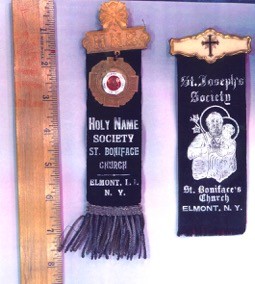 HOLY NAME
SOCIETY
ST. BONIFACE
CHURCH
ELMONT, L. I.
N. Y.
St. Joseph's
Society
St. Boniface's
Church
ELMONT, N. Y.